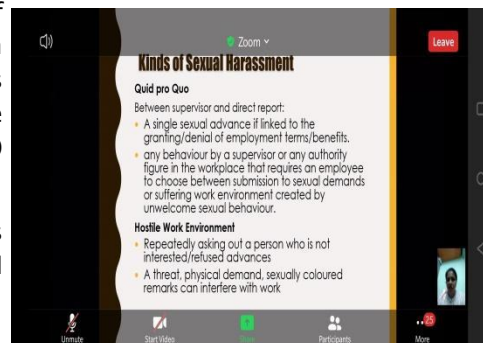 Zoom
Leave
Kinds of Sexual Harassment
Quid pro Quo
Between supervisor and direct report:
• A single sexual advance if linked to the
granting/denial of employment terms/benefits.
• any behaviour by a supervisor or any authority
figure in the workplace that requires an employee
to choose between submission to sexual demands
or suffering work environment created by
unwelcome sexual behaviour.
Hostile Work Environment
• Repeatedly asking out a person who is not
interested/refused advances
• A threat, physical demand, sexually coloured
remarks can interfere with work
25
Unmute
Start Video
Share
Participants
More